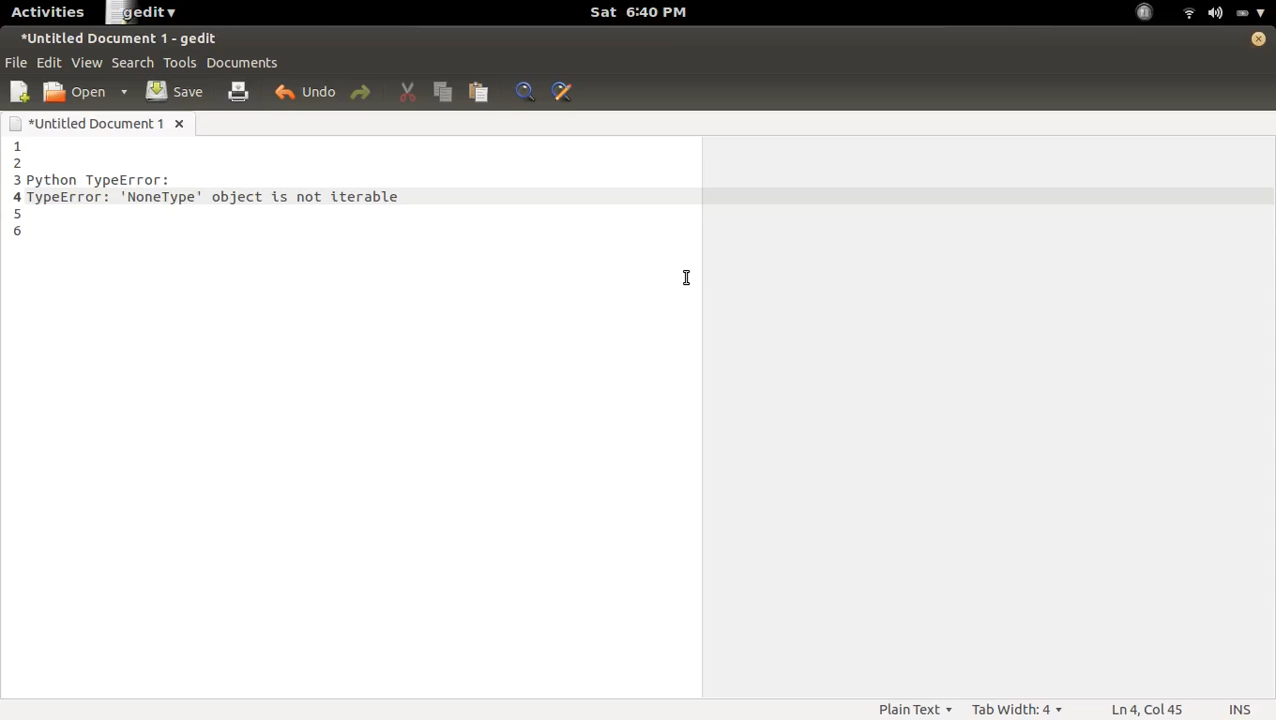 Activities gedit ▾ Sat 6:40 PM
*Untitled Document 1 - gedit
File Edit View Search Tools Documents
Open Save Undo
*Untitled Document 1
1
2
3 Python TypeError:
4 TypeError: 'NoneType' object is not iterable
5
6
Plain Text ▾ Tab Width: 4 ▾ Ln 4, Col 45 INS